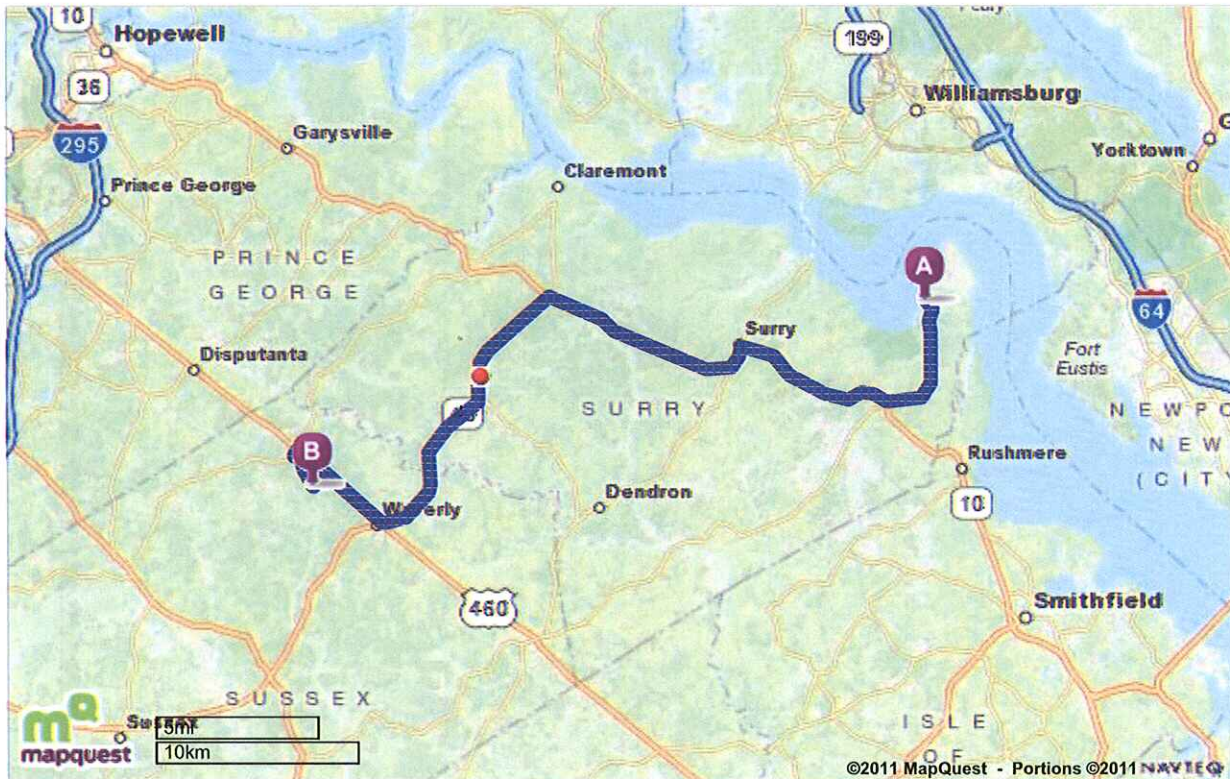 10
Hopewell
199
36
Williamsburg
Garysville
295
Yorktown
Claremont
Prince George
PRINCE
GEORGE
A
64
Surry
Disputanta
Fort
Eustis
SURRY
NEWPO
NEW
(CITY
B
Rushmere
Dendron
10
Waverly
460
Smithfield
SUSSEX
ISLE
OF
Sussex
5mi
10km
mapquest
©2011 MapQuest - Portions ©2011 NAVTEQ